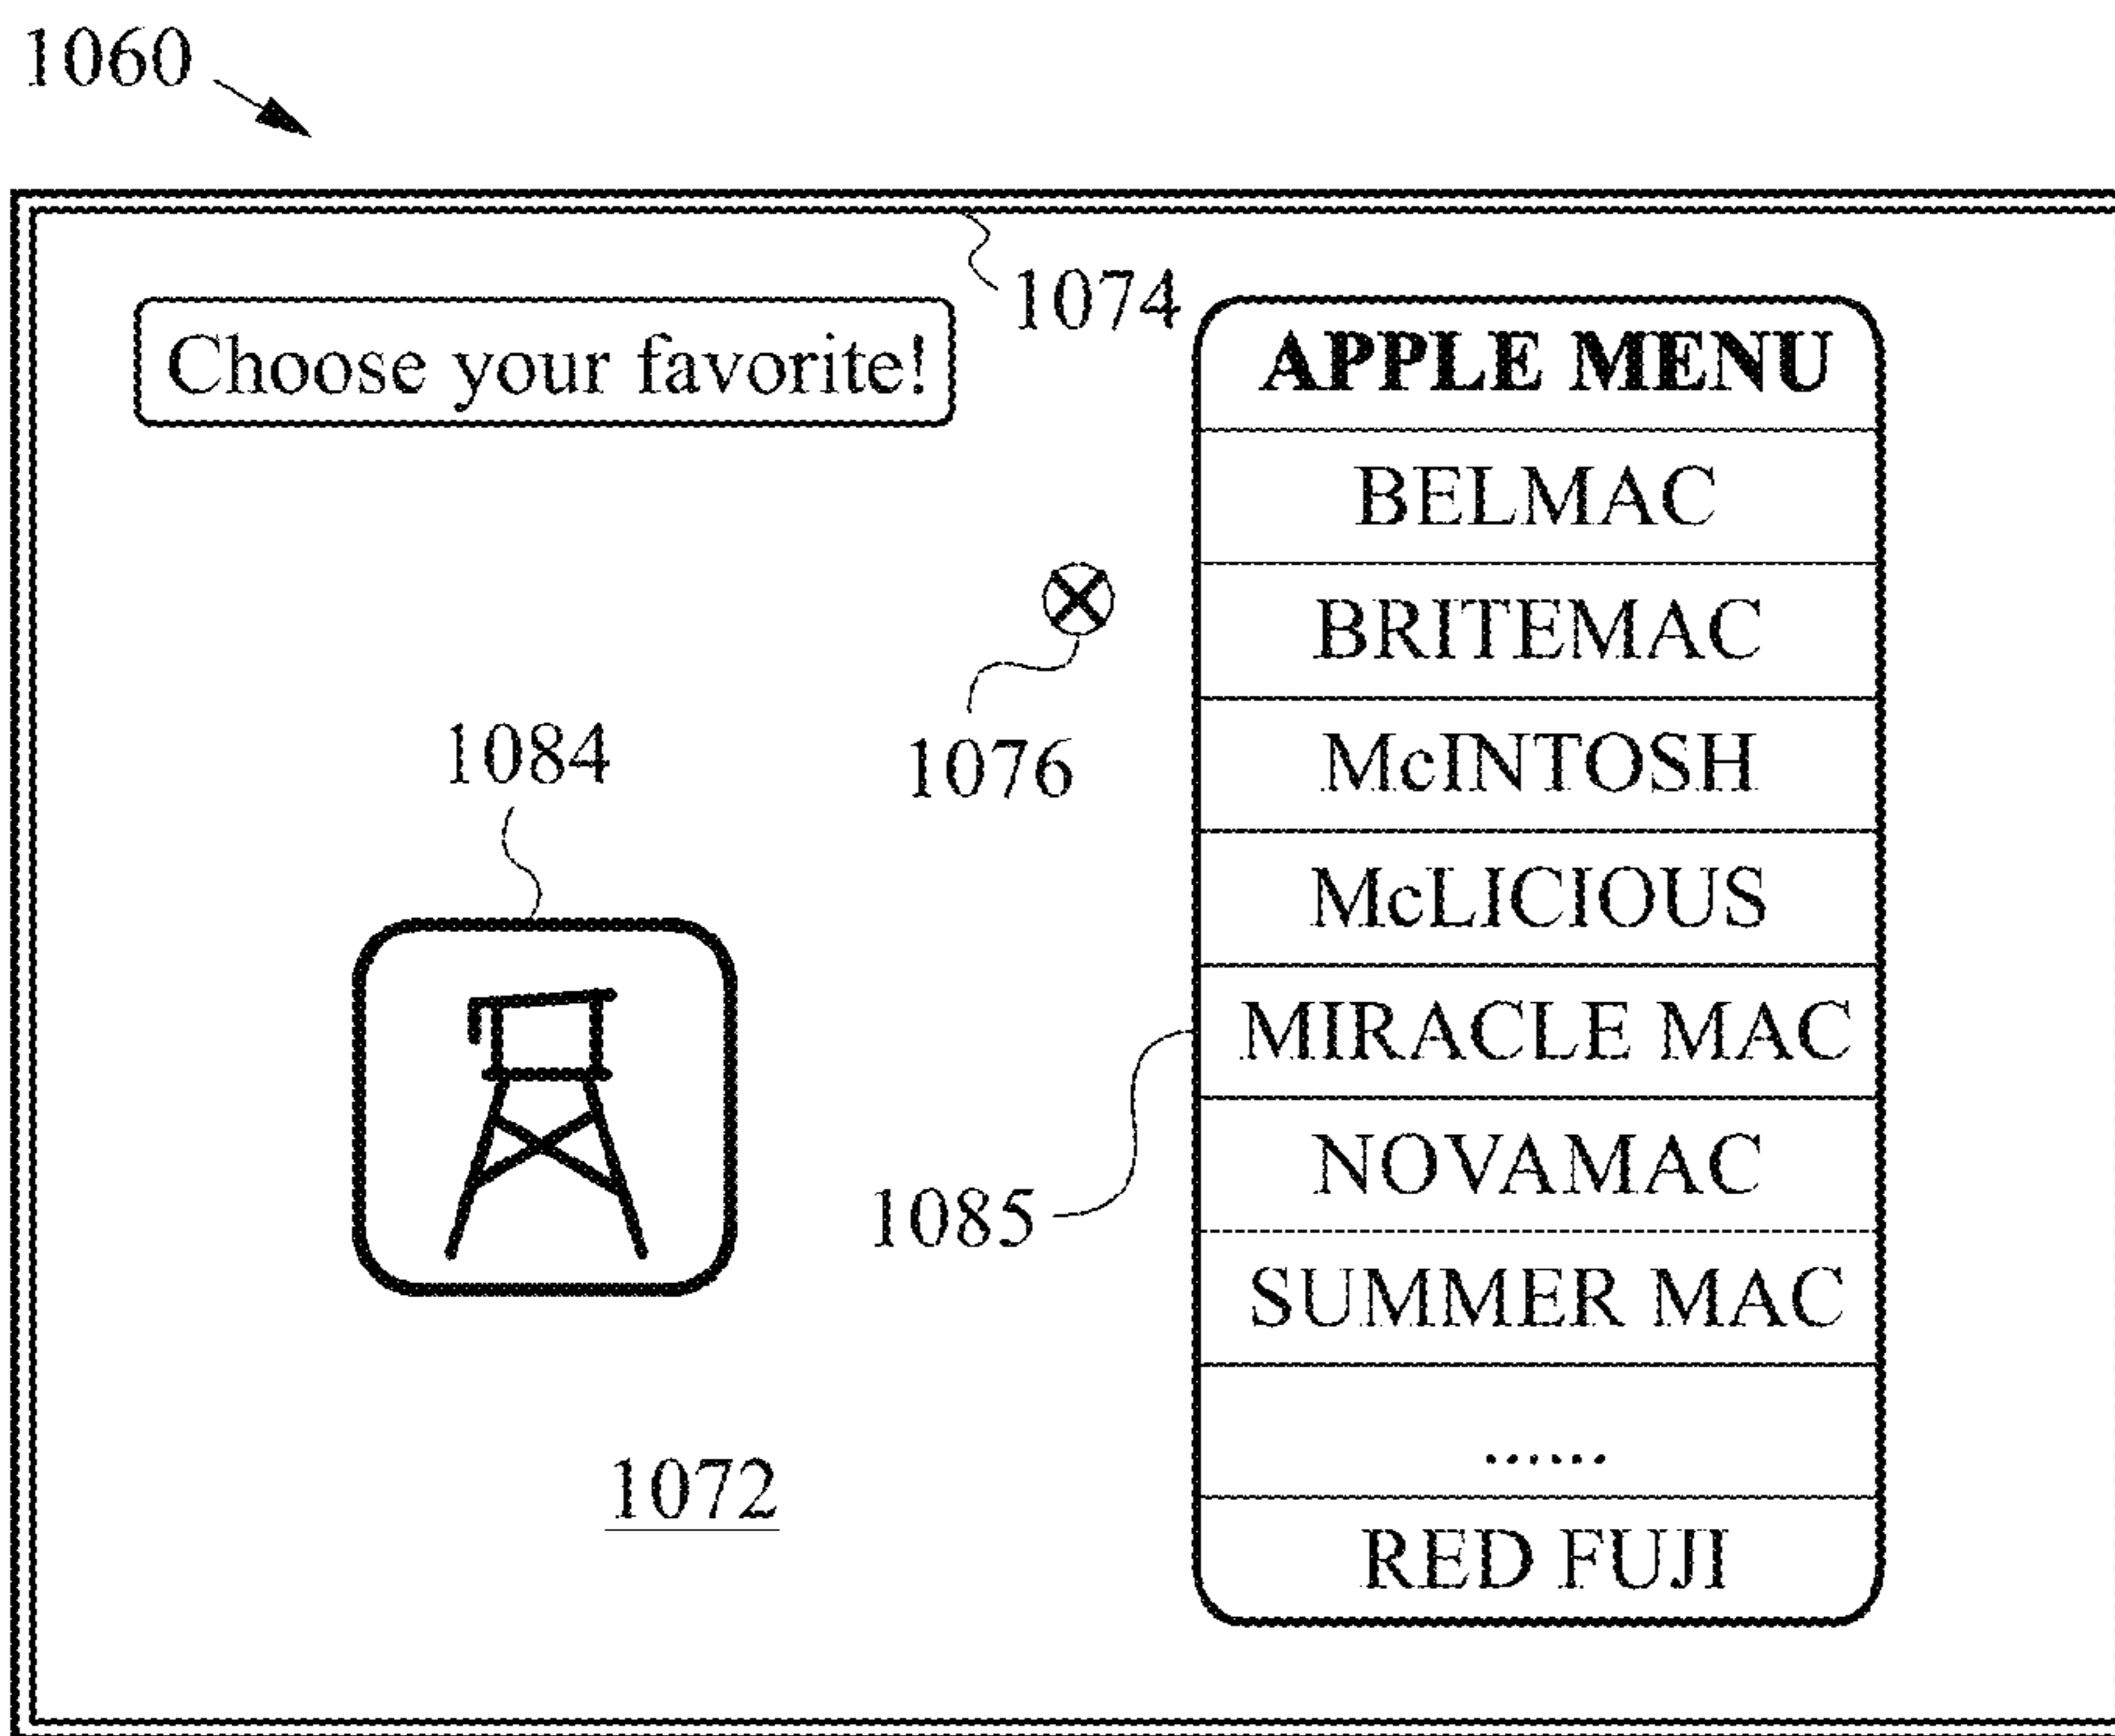 1060
1074
Choose your favorite!
APPLE MENU
BELMAC
BRITEMAC
1076
McINTOSH
1084
McLICIOUS
MIRACLE MAC
NOVAMAC
1085
SUMMER MAC
......
1072
RED FUJI